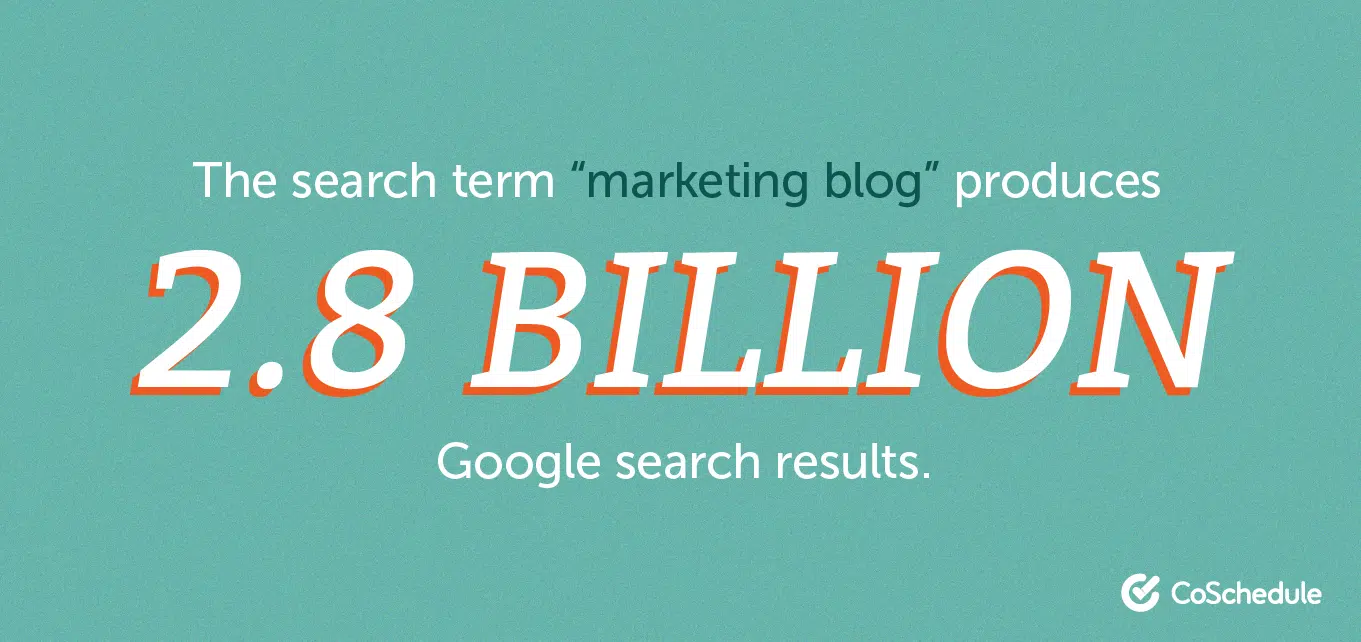 The search term “marketing blog” produces
2.8 BILLION
Google search results.
CoSchedule